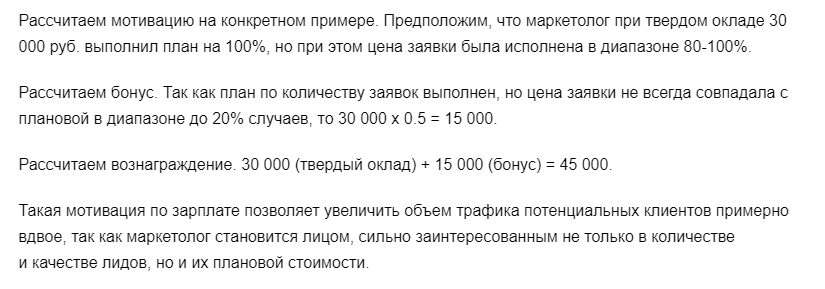 Рассчитаем мотивацию на конкретном примере. Предположим, что маркетолог при твердом окладе 30
000 руб. выполнил план на 100%, но при этом цена заявки была исполнена в диапазоне 80-100%.
Рассчитаем бонус. Так как план по количеству заявок выполнен, но цена заявки не всегда совпадала с
плановой в диапазоне до 20% случаев, то 30 000 х 0.5 = 15 000.
Рассчитаем вознаграждение. 30 000 (твердый оклад) + 15 000 (бонус) = 45 000.
Такая мотивация по зарплате позволяет увеличить объем трафика потенциальных клиентов примерно
вдвое, так как маркетолог становится лицом, сильно заинтересованным не только в количестве
и качестве лидов, но и их плановой стоимости.